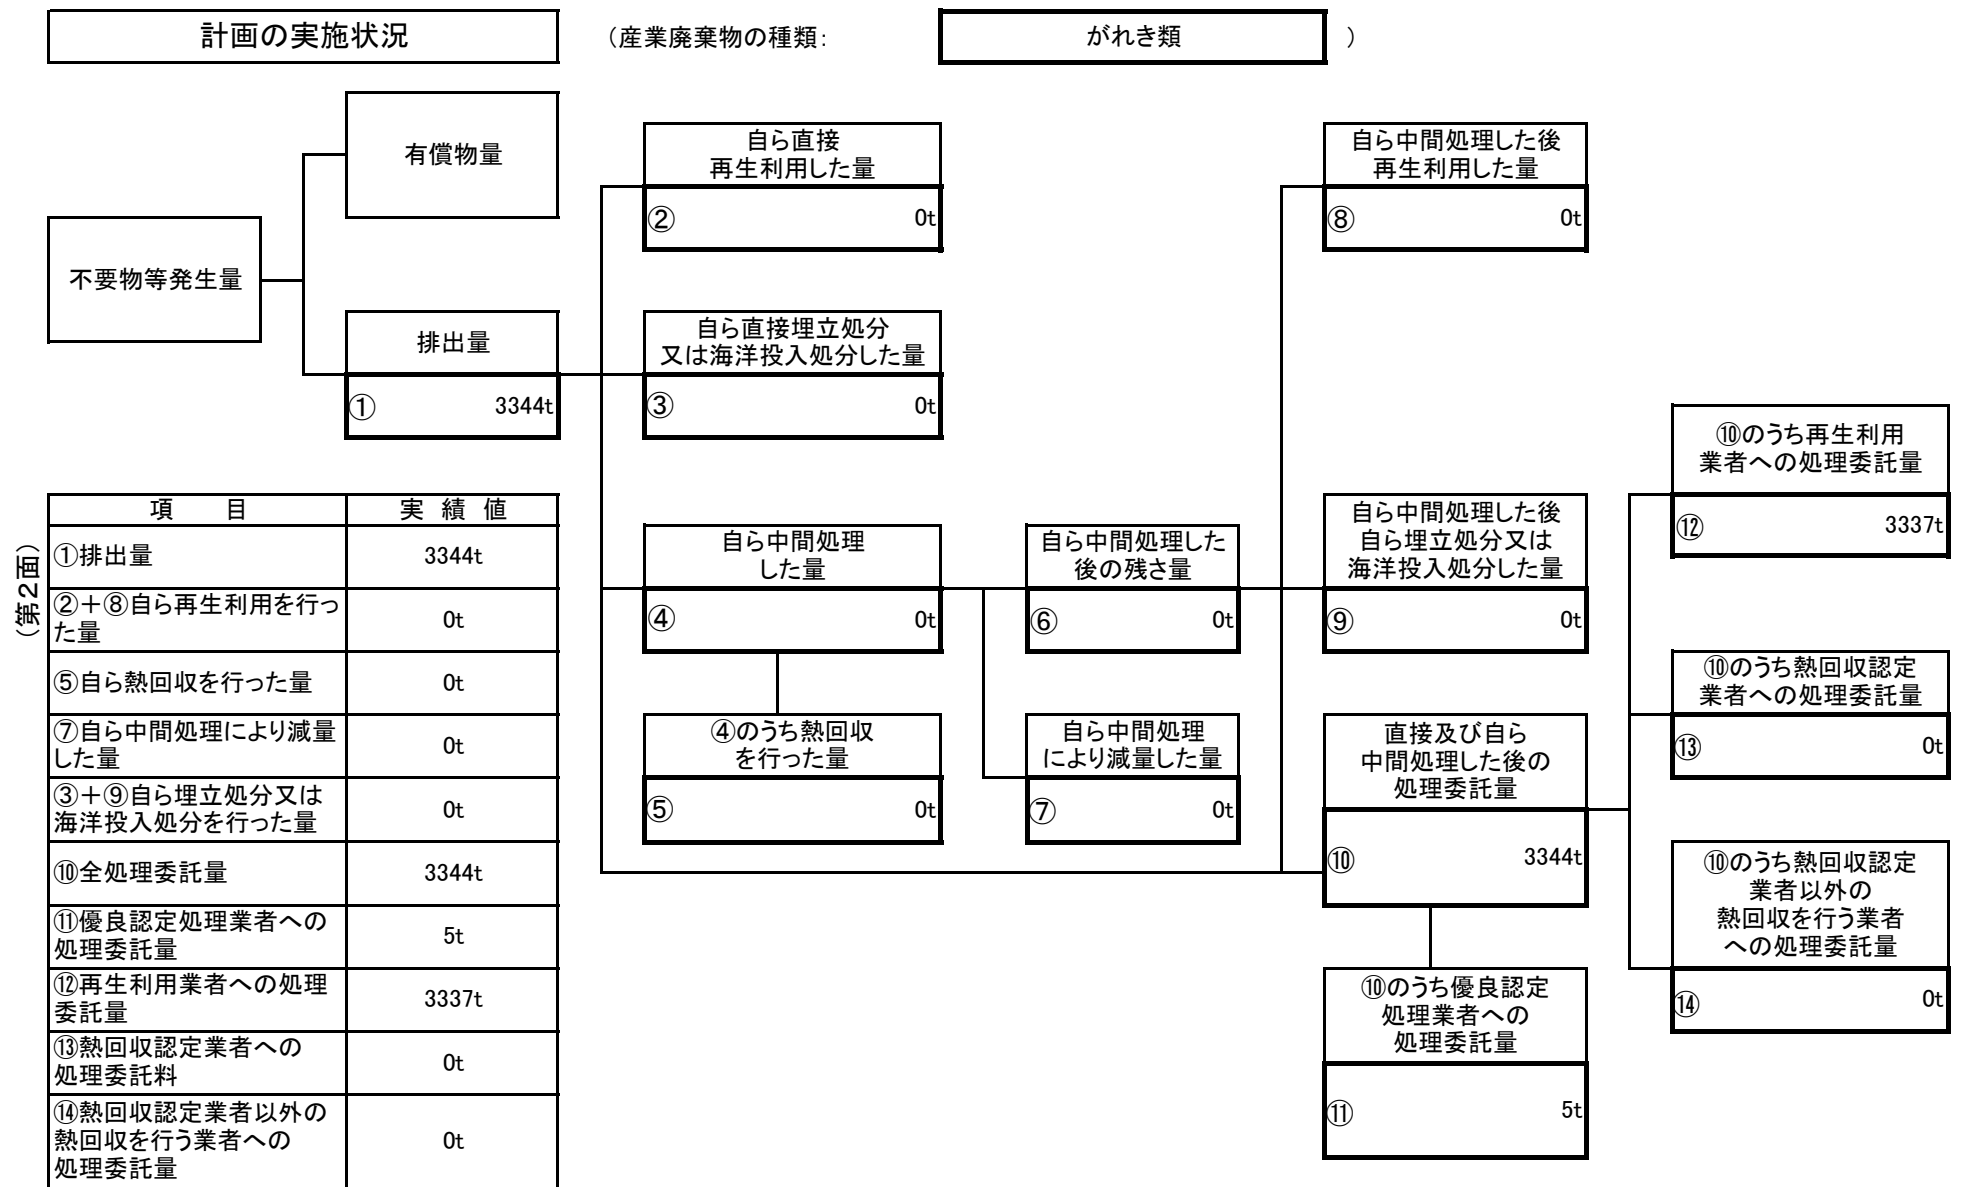 計画の実施状況
（産業廃棄物の種類：
がれき類
）
有償物量
不要物等発生量
排出量
① 3344t
自ら直接
再生利用した量
② 0t
自ら直接埋立処分
又は海洋投入処分した量
③ 0t
自ら中間処理
した量
④ 0t
④のうち熱回収
を行った量
⑤ 0t
自ら中間処理した
後の残さ量
⑥ 0t
自ら中間処理
により減量した量
⑦ 0t
自ら中間処理した後
再生利用した量
⑧ 0t
自ら中間処理した後
自ら埋立処分又は
海洋投入処分した量
⑨ 0t
直接及び自ら
中間処理した後の
処理委託量
⑩ 3344t
⑩のうち優良認定
処理業者への
処理委託量
⑪ 5t
⑩のうち再生利用
業者への処理委託量
⑫ 3337t
⑩のうち熱回収認定
業者への処理委託量
⑬ 0t
⑩のうち熱回収認定
業者以外の
熱回収を行う業者
への処理委託量
⑭ 0t
（第2面）
項　目 実 績 値
①排出量 3344t
②＋⑧自ら再生利用を行っ
た量 0t
⑤自ら熱回収を行った量 0t
⑦自ら中間処理により減量
した量 0t
③＋⑨自ら埋立処分又は
海洋投入処分を行った量 0t
⑩全処理委託量 3344t
⑪優良認定処理業者への
処理委託量 5t
⑫再生利用業者への処理
委託量 3337t
⑬熱回収認定業者への
処理委託料 0t
⑭熱回収認定業者以外の
熱回収を行う業者への
処理委託量 0t